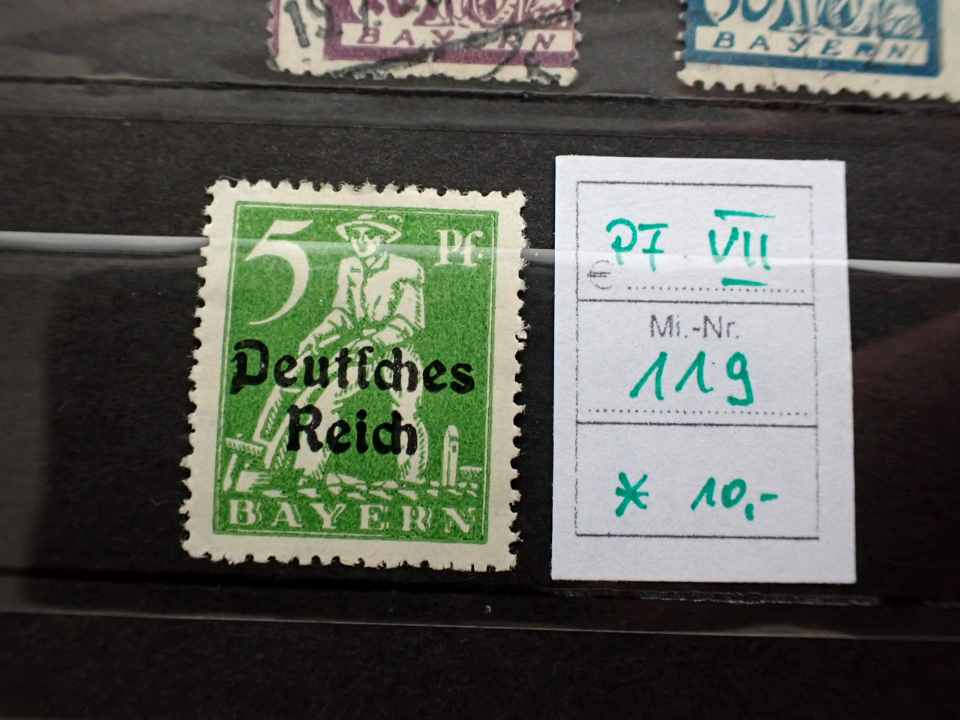 BAYERN
BAYERN
5 Pf
Deutſches
Reich
BAYERN
PF VII
€
Mi.-Nr.
119
* 10,-